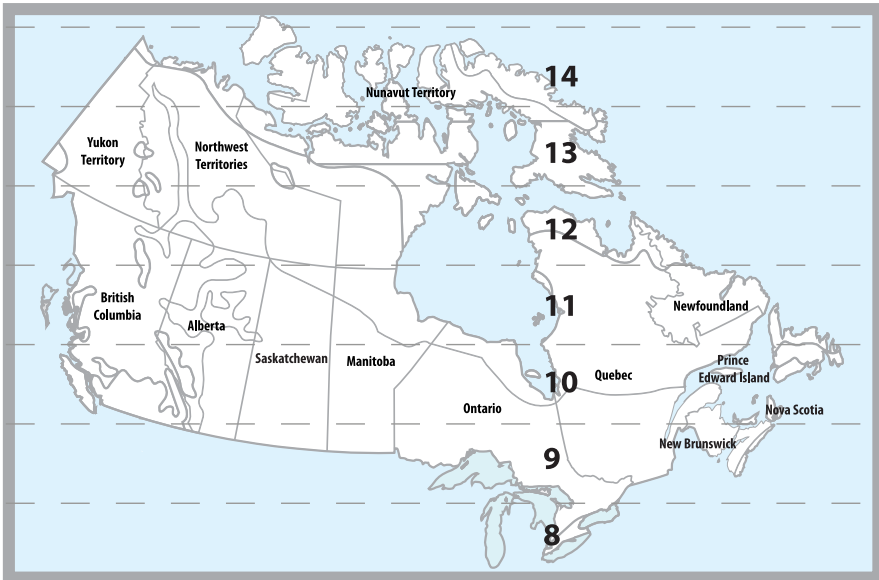 14
Nunavut Territory
Yukon
Territory
Northwest
Territories
13
12
British
Columbia
11
Newfoundland
Alberta
Saskatchewan
Manitoba
Prince
Edward Island
10
Quebec
Ontario
Nova Scotia
New Brunswick
9
8